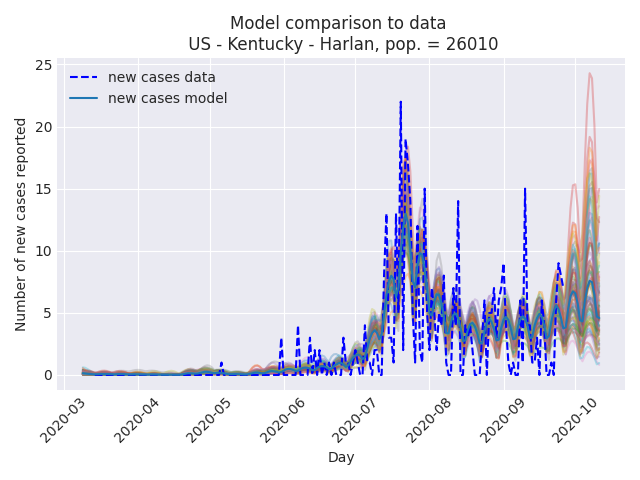 Model comparison to data
US - Kentucky - Harlan, pop. = 26010
new cases data
new cases model
Number of new cases reported
25
20
15
10
5
0
2020-03
2020-04
2020-05
2020-06
2020-07
2020-08
2020-09
2020-10
Day